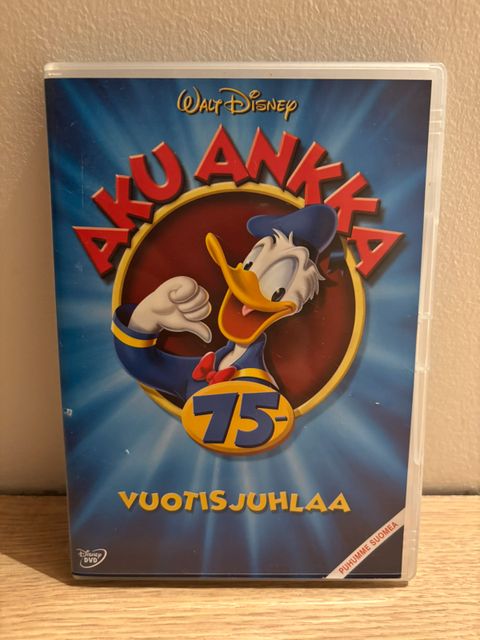 WALT DISNEY
AKU ANKKA
75-
VUOTISJUHLAA
Disney
DVD
PUHUMME SUOMEA